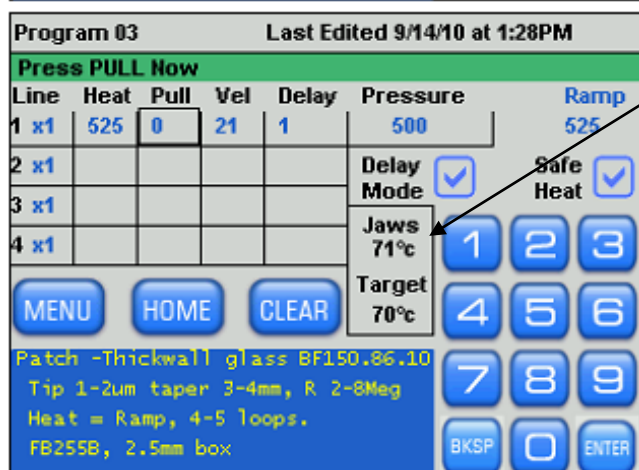 Program 03 Last Edited 9/14/10 at 1:28PM
Press PULL Now
Line Heat Pull Vel Delay Pressure Ramp
1 x1 525 0 21 1 500 525
2 x1 Delay Mode Safe Heat
3 x1
4 x1
Jaws
71°c
Target
70°c
1 2 3
MENU HOME CLEAR 4 5 6
Patch -Thickwall glass BF150.86.10
Tip 1-2um taper 3-4mm, R 2-8Meg
Heat = Ramp, 4-5 loops.
FB255B, 2.5mm box
7 8 9
BKSP 0 ENTER